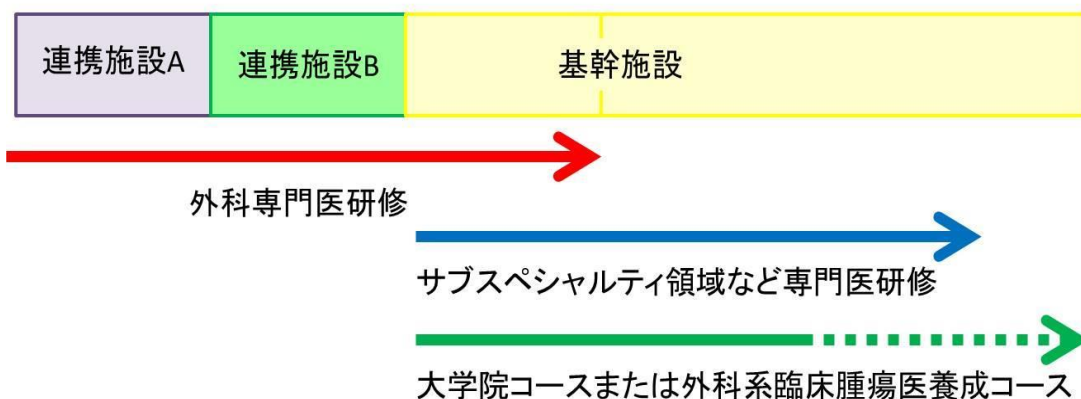 連携施設A
連携施設B
基幹施設
外科専門医研修
サブスペシャルティ領域など専門医研修
大学院コースまたは外科系臨床腫瘍医養成コース